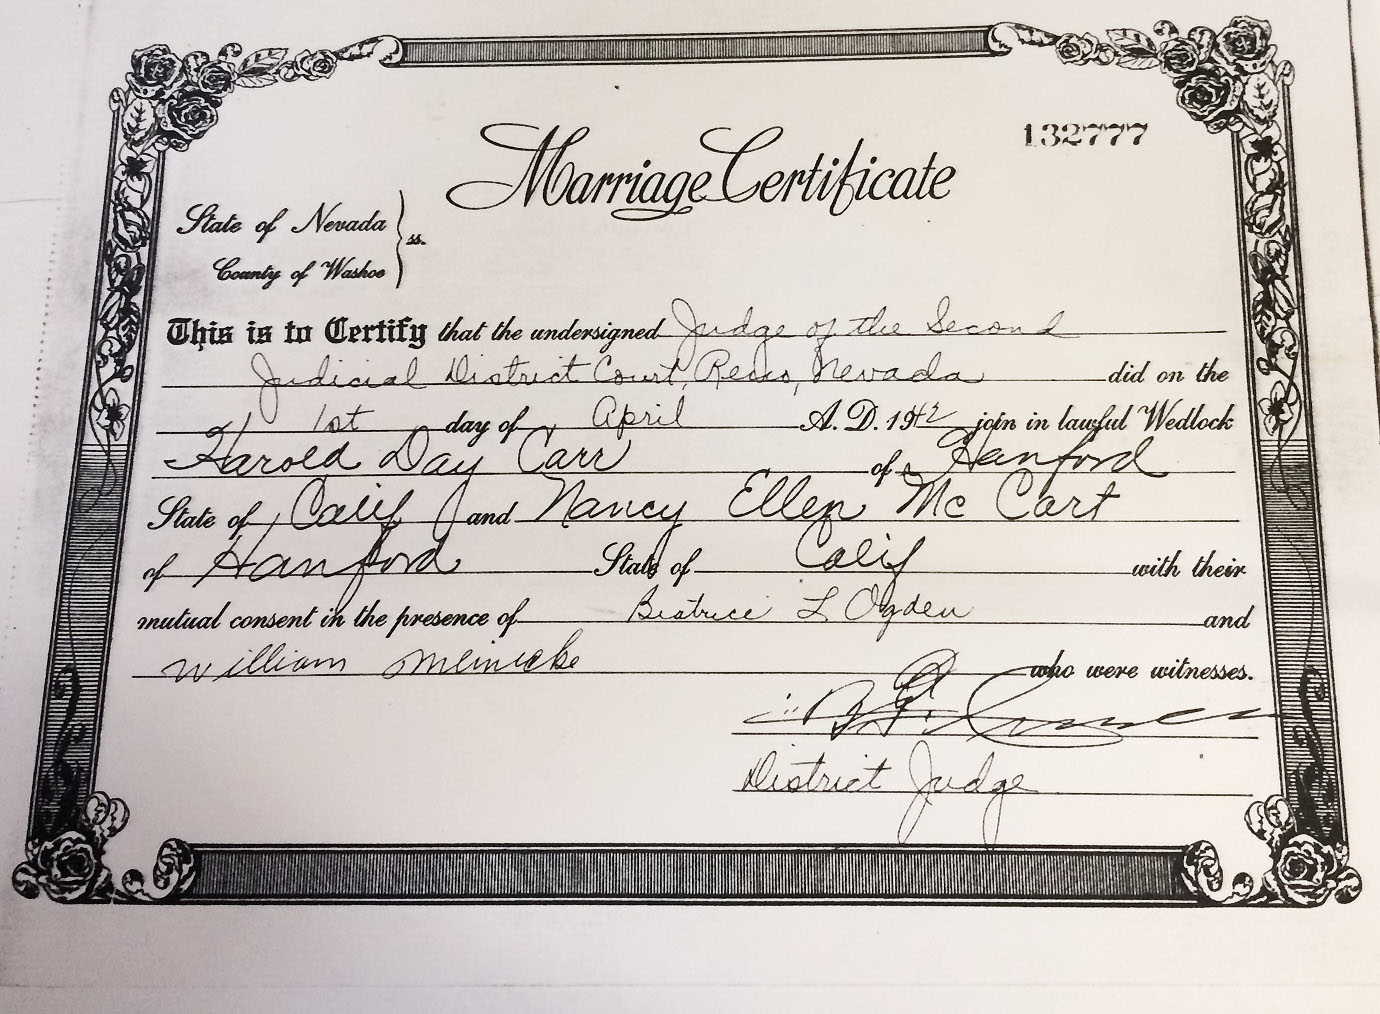 132777
Marriage Certificate
State of Nevada
County of Washoe } ss.
This is to Certify that the undersigned Judge of the Second
Judicial District Court, Reno, Nevada did on the
1st day of April A. D. 1942 join in lawful Wedlock
Harold Day Carr of Hanford
State of Calif and Nancy Ellen Mc Cart
of Hanford State of Calif with their
mutual consent in the presence of Beatrice L Ogden and
William Meinicke who were witnesses.
District Judge